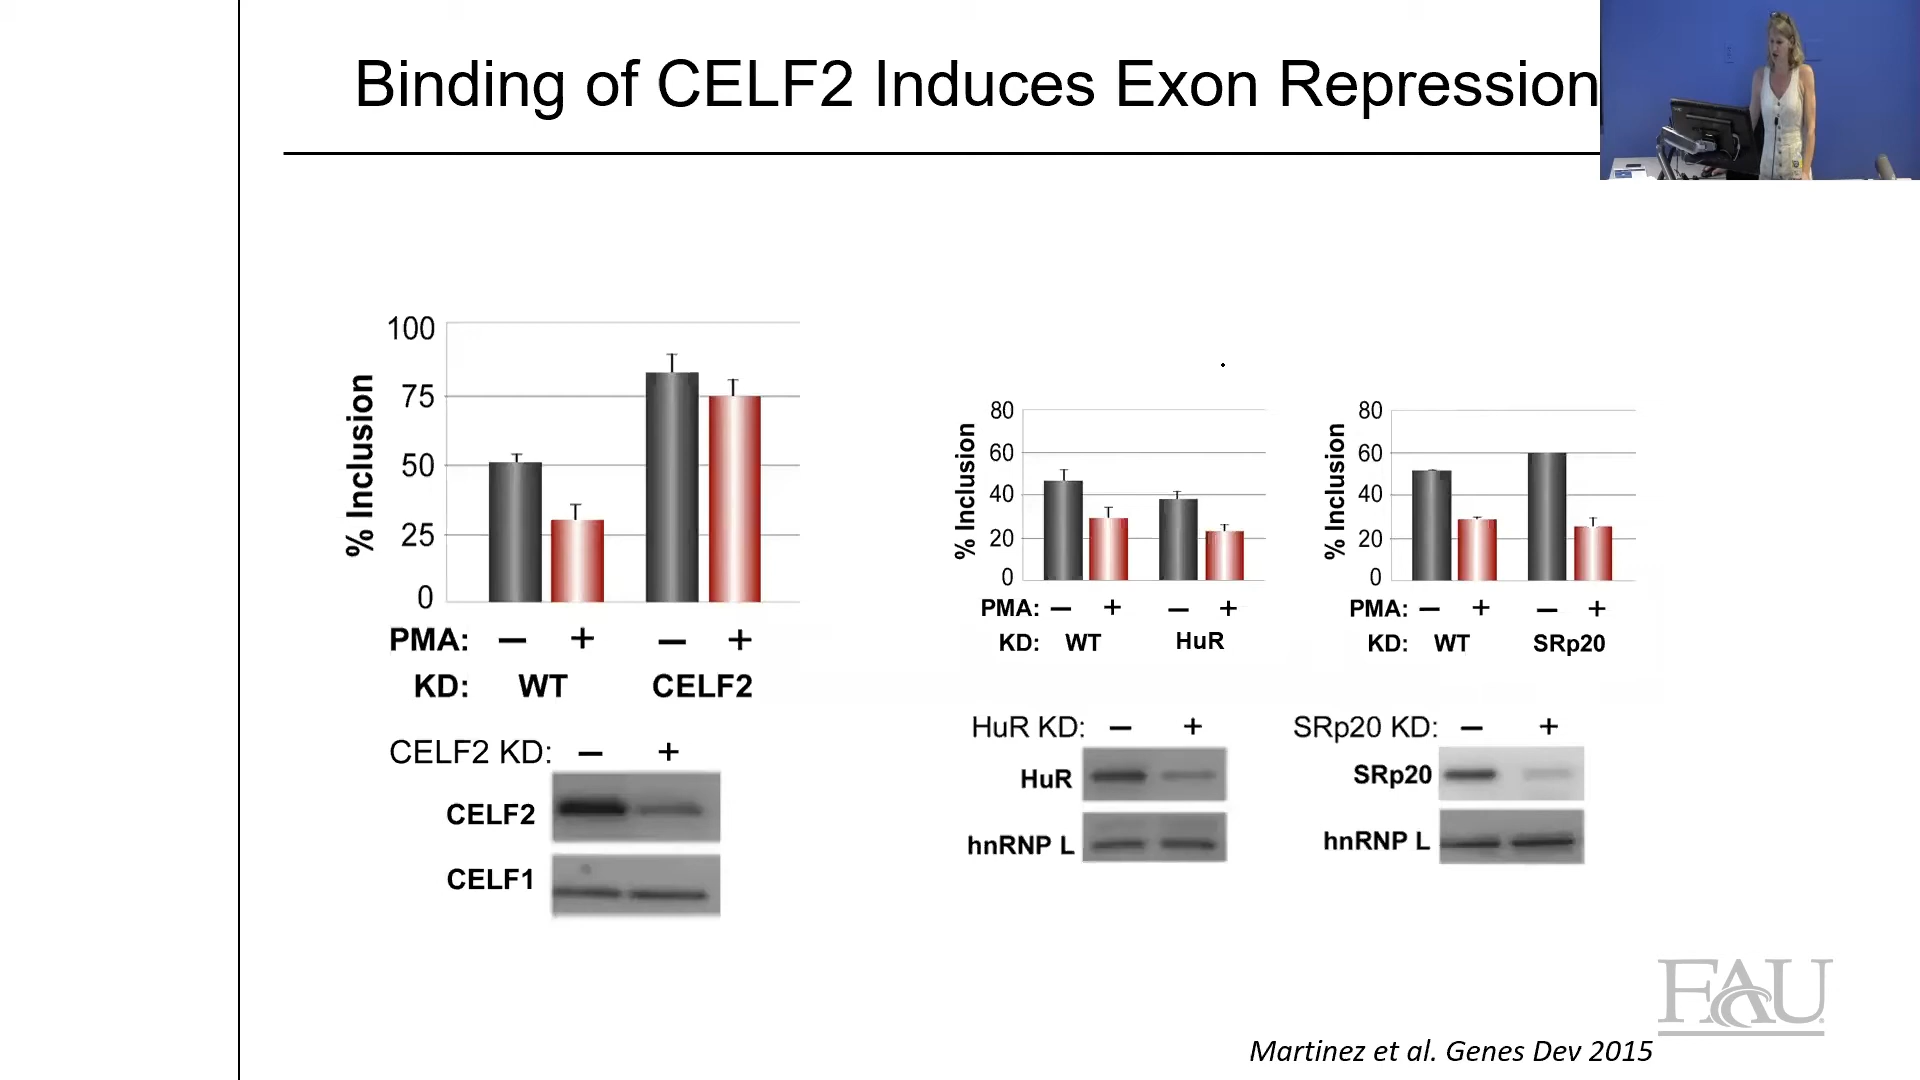 Binding of CELF2 Induces Exon Repression
100
75
50
25
0
% Inclusion
PMA: – + – +
KD: WT CELF2
CELF2 KD: – +
CELF2
CELF1
80
60
40
20
0
% Inclusion
PMA: – + – +
KD: WT HuR
HuR KD: – +
HuR
hnRNP L
80
60
40
20
0
% Inclusion
PMA: – + – +
KD: WT SRp20
SRp20 KD: – +
SRp20
hnRNP L
FAU
Martinez et al. Genes Dev 2015